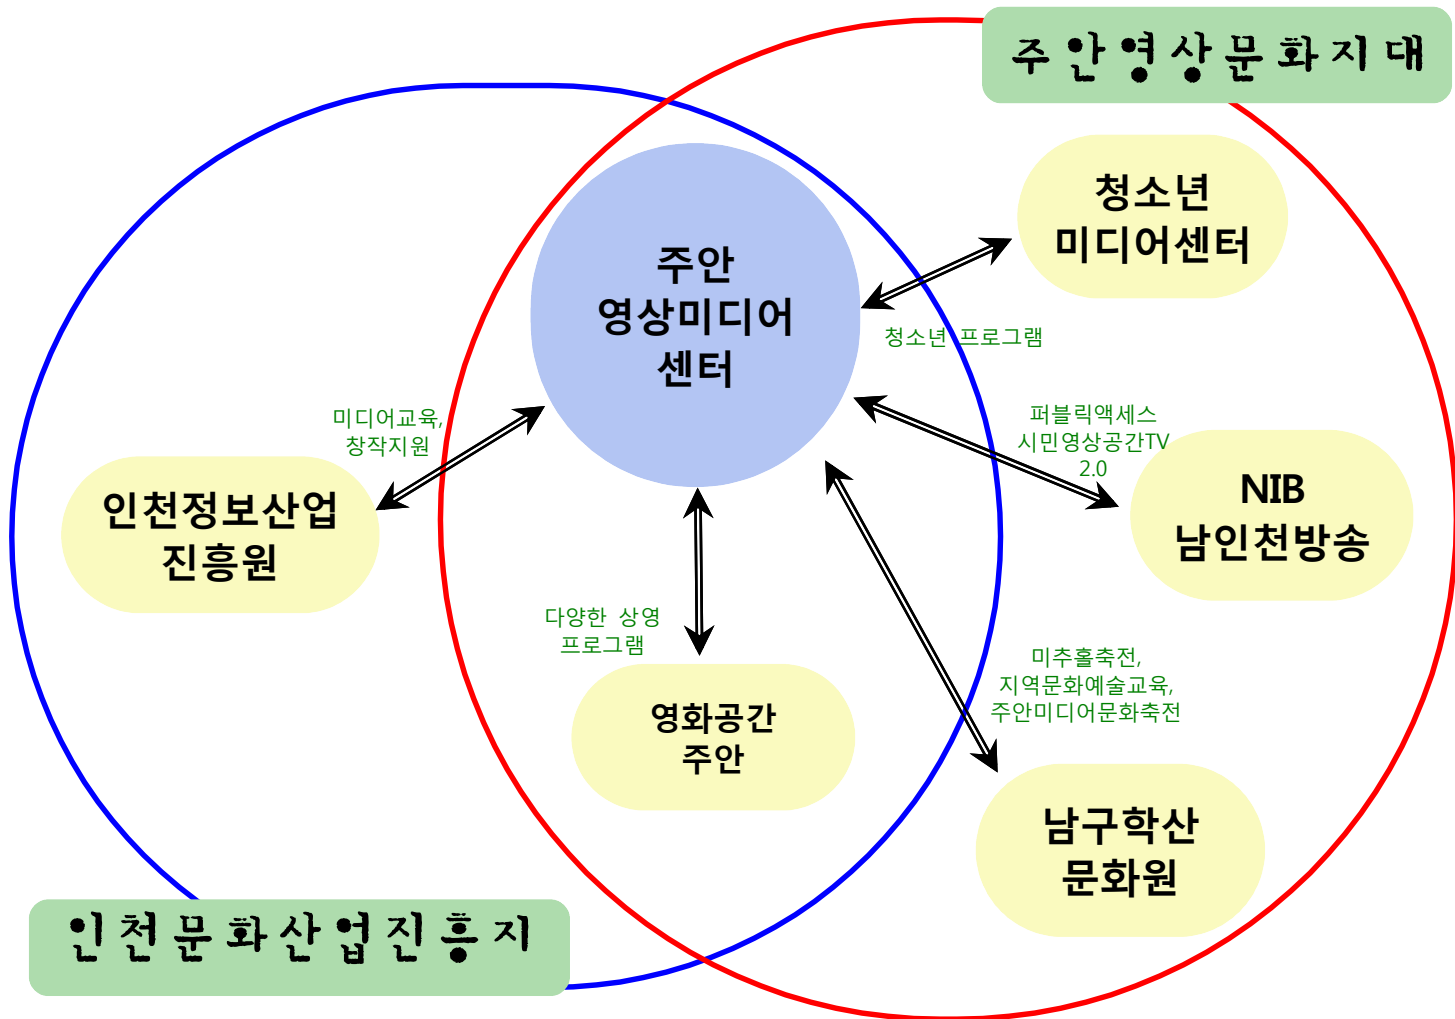 주안영상문화지대
청소년
미디어센터
주안
영상미디어
센터
청소년 프로그램
미디어교육,
창작지원
퍼블릭액세스
시민영상공간TV
2.0
NIB
남인천방송
인천정보산업
진흥원
다양한 상영
프로그램
미추홀축전,
지역문화예술교육,
주안미디어문화축전
영화공간
주안
남구학산
문화원
인천문화산업진흥지